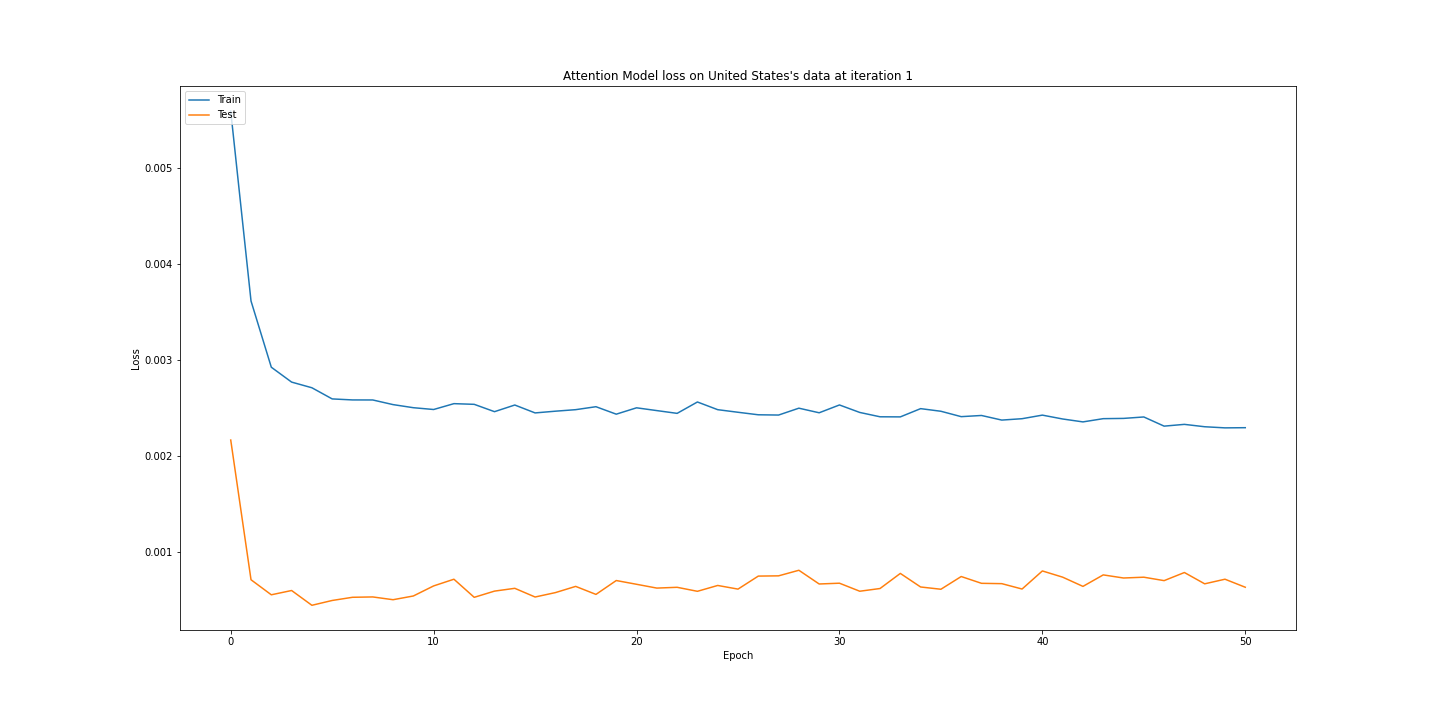 Attention Model loss on United States's data at iteration 1
Train
Test
0.005
0.004
0.003
0.002
0.001
Loss
0 10 20 30 40 50
Epoch